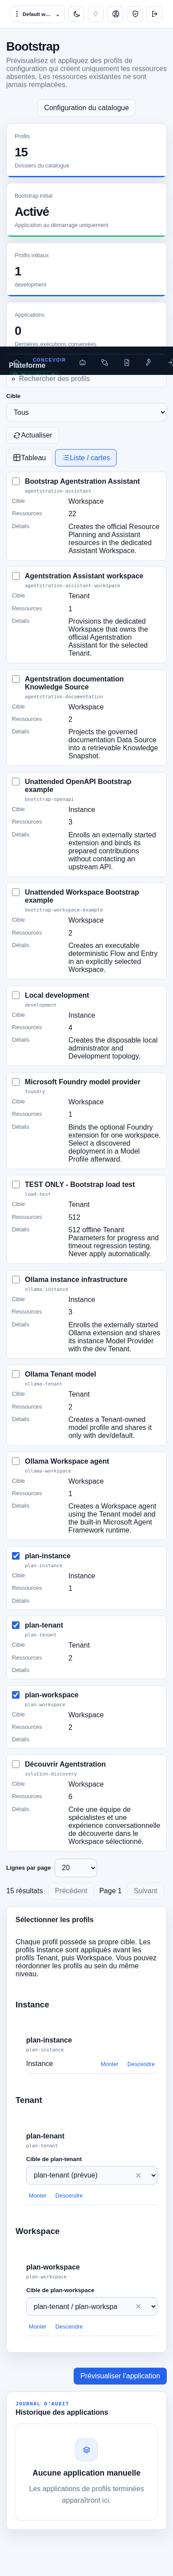 Default w...
Bootstrap
Prévisualisez et appliquez des profils de
configuration qui créent uniquement les ressources
absentes. Les ressources existantes ne sont
jamais remplacées.
Configuration du catalogue
Profils
15
Dossiers du catalogue
Bootstrap initial
Activé
Application au démarrage uniquement
Profils initiaux
1
development
Applications
0
Dernières exécutions conservées
CONCEVOIR
Plateforme
Rechercher des profils
Cible
Tous
Actualiser
Tableau
Liste / cartes
Bootstrap Agentstration Assistant
agentstration-assistant
Cible Workspace
Ressources 22
Détails Creates the official Resource
Planning and Assistant
resources in the dedicated
Assistant Workspace.
Agentstration Assistant workspace
agentstration-assistant-workspace
Cible Tenant
Ressources 1
Détails Provisions the dedicated
Workspace that owns the
official Agentstration
Assistant for the selected
Tenant.
Agentstration documentation
Knowledge Source
agentstration-documentation
Cible Workspace
Ressources 2
Détails Projects the governed
documentation Data Source
into a retrievable Knowledge
Snapshot.
Unattended OpenAPI Bootstrap
example
bootstrap-openapi
Cible Instance
Ressources 3
Détails Enrolls an externally started
extension and binds its
prepared contributions
without contacting an
upstream API.
Unattended Workspace Bootstrap
example
bootstrap-workspace-example
Cible Workspace
Ressources 2
Détails Creates an executable
deterministic Flow and Entry
in an explicitly selected
Workspace.
Local development
development
Cible Instance
Ressources 4
Détails Creates the disposable local
administrator and
Development topology.
Microsoft Foundry model provider
foundry
Cible Workspace
Ressources 1
Détails Binds the optional Foundry
extension for one workspace.
Select a discovered
deployment in a Model
Profile afterward.
TEST ONLY - Bootstrap load test
load-test
Cible Tenant
Ressources 512
Détails 512 offline Tenant
Parameters for progress and
timeout regression testing.
Never apply automatically.
Ollama instance infrastructure
ollama-instance
Cible Instance
Ressources 3
Détails Enrolls the externally started
Ollama extension and shares
its instance Model Provider
with the dev Tenant.
Ollama Tenant model
ollama-tenant
Cible Tenant
Ressources 2
Détails Creates a Tenant-owned
model profile and shares it
only with dev/default.
Ollama Workspace agent
ollama-workspace
Cible Workspace
Ressources 1
Détails Creates a Workspace agent
using the Tenant model and
the built-in Microsoft Agent
Framework runtime.
plan-instance
plan-instance
Cible Instance
Ressources 1
Détails
plan-tenant
plan-tenant
Cible Tenant
Ressources 2
Détails
plan-workspace
plan-workspace
Cible Workspace
Ressources 2
Détails
Découvrir Agentstration
solution-discovery
Cible Workspace
Ressources 6
Détails Crée une équipe de
spécialistes et une
expérience conversationnelle
de découverte dans le
Workspace sélectionné.
Lignes par page 20
15 résultats Précédent Page 1 Suivant
Sélectionner les profils
Chaque profil possède sa propre cible. Les
profils Instance sont appliqués avant les
profils Tenant, puis Workspace. Vous pouvez
réordonner les profils au sein du même
niveau.
Instance
plan-instance
plan-instance
Instance Monter Descendre
Tenant
plan-tenant
plan-tenant
Cible de plan-tenant
plan-tenant (prévue)
Monter Descendre
Workspace
plan-workspace
plan-workspace
Cible de plan-workspace
plan-tenant / plan-workspa
Monter Descendre
Prévisualiser l'application
JOURNAL D'AUDIT
Historique des applications
Aucune application manuelle
Les applications de profils terminées
apparaîtront ici.